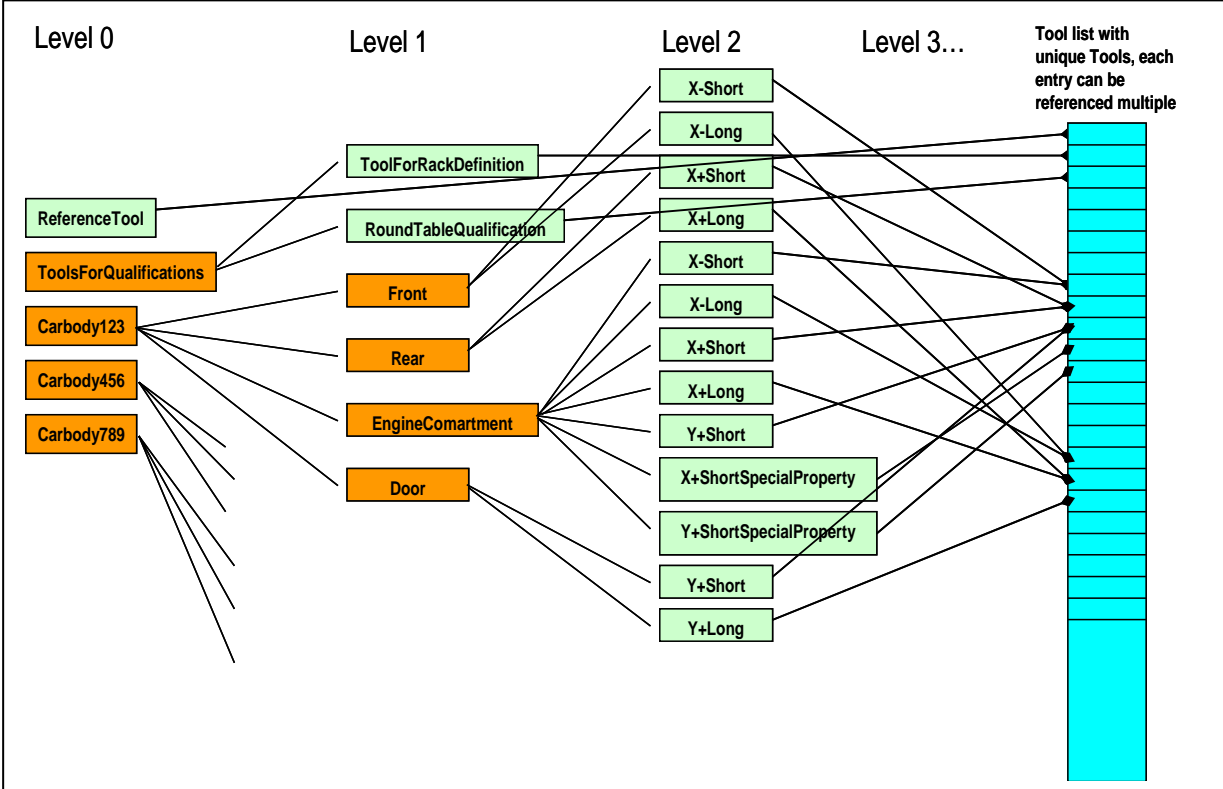 Level 0
Level 1
Level 2
Level 3...
Tool list with
unique Tools, each
entry can be
referenced multiple
ReferenceTool
ToolsForQualifications
Carbody123
Carbody456
Carbody789
ToolForRackDefinition
RoundTableQualification
Front
Rear
EngineComartment
Door
X-Short
X-Long
X+Short
X+Long
X-Short
X-Long
X+Short
X+Long
Y+Short
X+ShortSpecialProperty
Y+ShortSpecialProperty
Y+Short
Y+Long